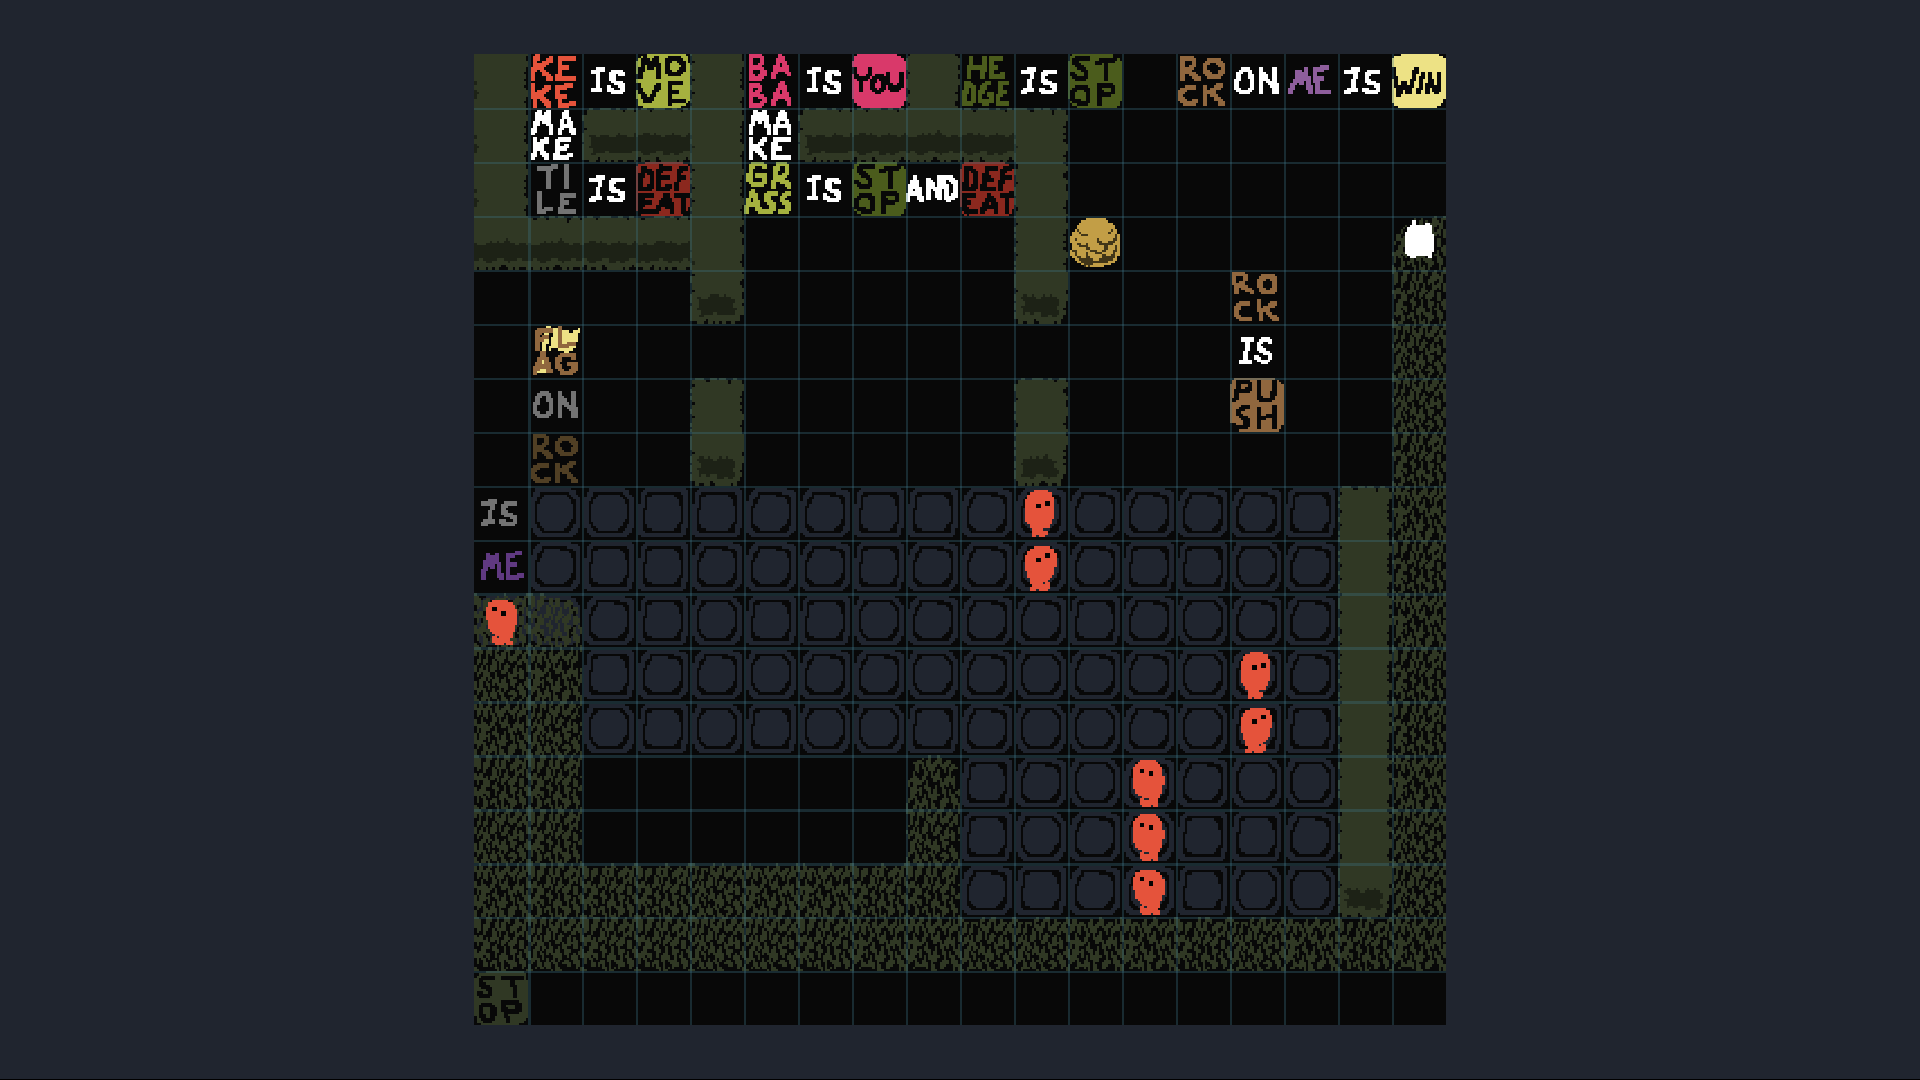 KEKE IS MOVE BABA IS YOU HEDGE IS STOP ROCK ON ME IS WIN
MAKE MAKE
TILE IS DEFEAT GRASS IS STOP AND DEFEAT
ROCK
FLAG IS
ON PUSH
ROCK
IS
ME
STOP